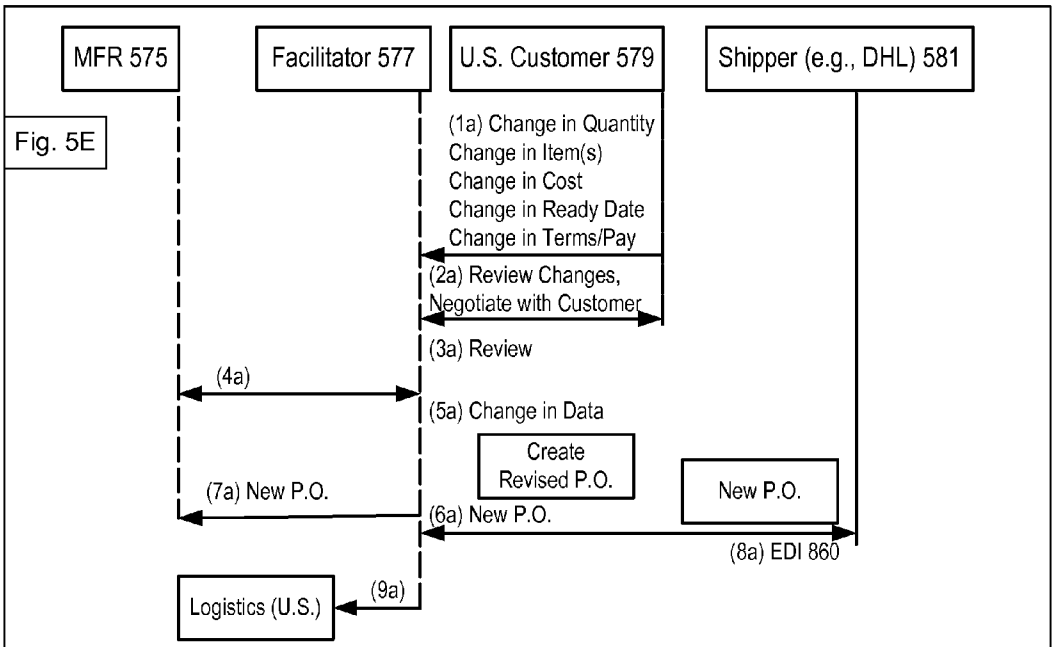 MFR 575
Facilitator 577
U.S. Customer 579
Shipper (e.g., DHL) 581
Fig. 5E
(1a) Change in Quantity
Change in Item(s)
Change in Cost
Change in Ready Date
Change in Terms/Pay
(2a) Review Changes,
Negotiate with Customer
(3a) Review
(4a)
(5a) Change in Data
Create
Revised P.O.
New P.O.
(7a) New P.O.
(6a) New P.O.
(8a) EDI 860
(9a)
Logistics (U.S.)